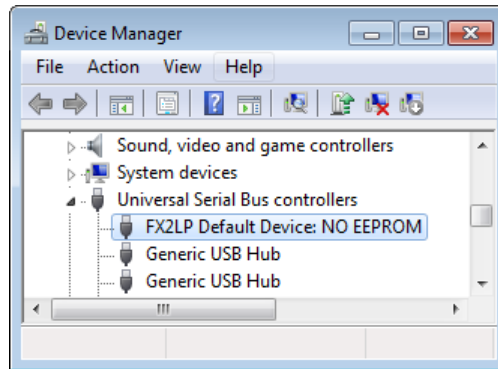 Device Manager
File Action View Help
Sound, video and game controllers
System devices
Universal Serial Bus controllers
FX2LP Default Device: NO EEPROM
Generic USB Hub
Generic USB Hub